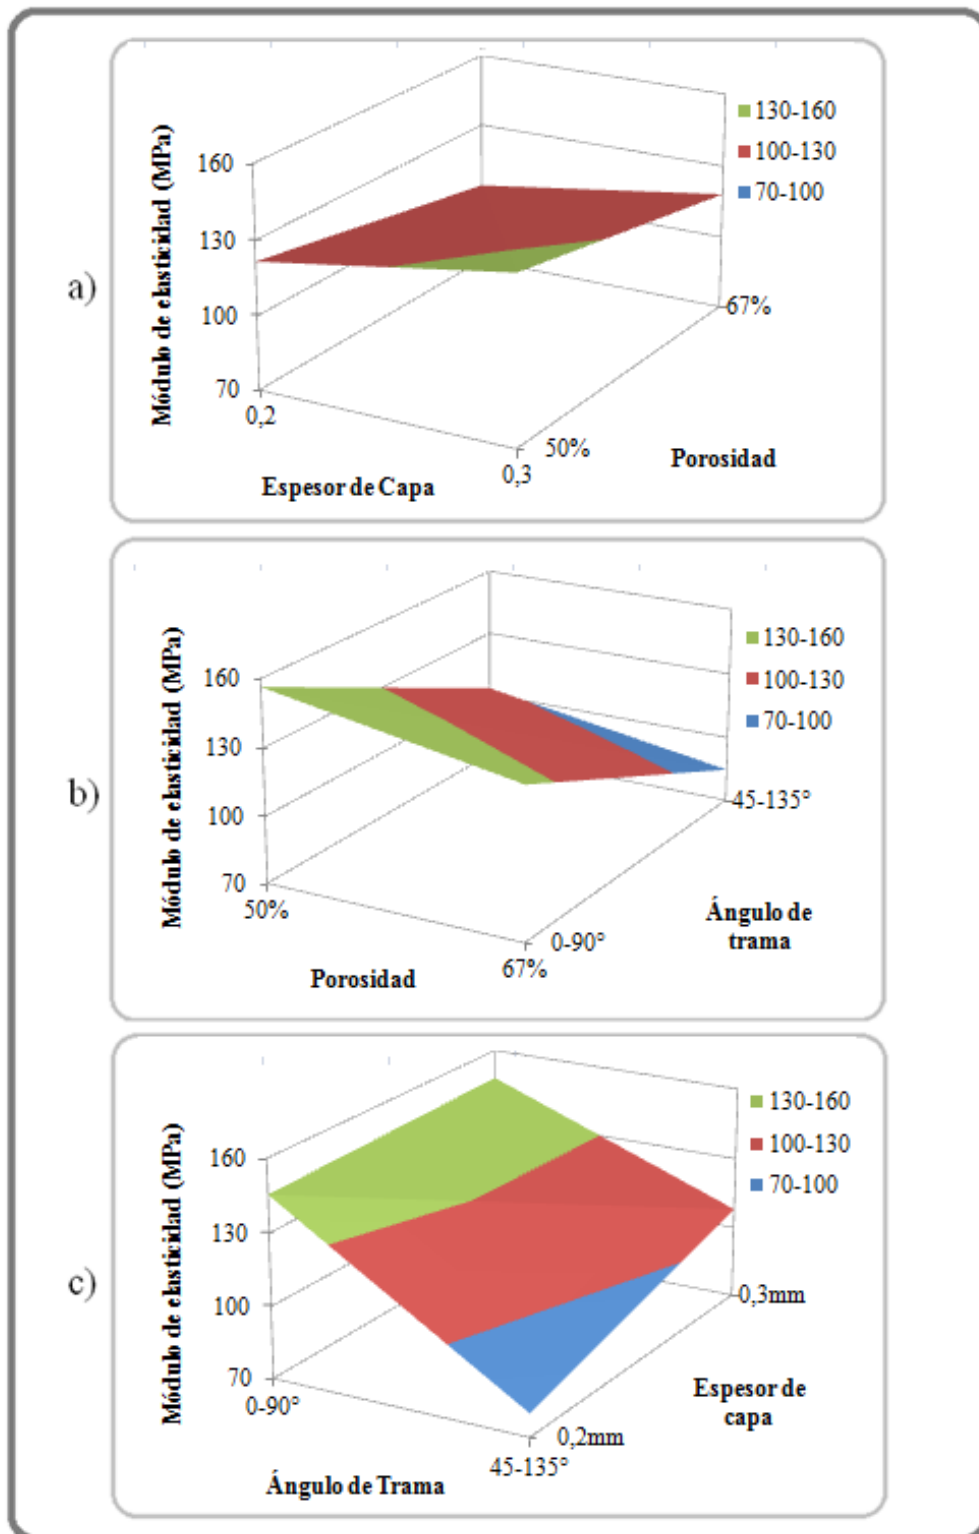 a)
Módulo de elasticidad (MPa)
160
130
100
70
0,2
0,3
Espesor de Capa
50%
67%
Porosidad
130-160
100-130
70-100
b)
Módulo de elasticidad (MPa)
160
130
100
70
50%
67%
Porosidad
0-90°
45-135°
Ángulo de
trama
130-160
100-130
70-100
c)
Módulo de elasticidad (MPa)
160
130
100
70
0-90°
45-135°
Ángulo de Trama
0,2mm
0,3mm
Espesor de
capa
130-160
100-130
70-100